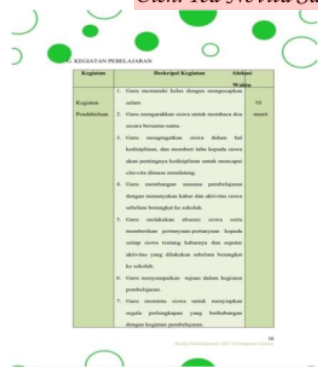 Oleh: Tea Novita Sa
G. KEGIATAN PEBELAJARAN
Kegiatan Deskripsi Kegiatan Alokasi
Waktu
1. Guru memasuki kelas dengan mengucapkan
Kegiatan salam 10
Pendahuluan 2. Guru mengarahkan siswa untuk membaca doa menit
secara bersama-sama.
3. Guru mengingatkan siswa dalam hal
kedisiplinan, dan memberi tahu kepada siswa
akan pentingnya kedisiplinan untuk mencapai
cita-cita dimasa mendatang.
4. Guru membangun suasana pembelajaran
dengan menanyakan kabar dan aktivitas siswa
sebelum berangkat ke sekolah.
5. Guru melakukan absensi siswa serta
memberikan pertanyaan-pertanyaan kepada
setiap siswa tentang kabarnya dan seputar
aktivitas yang dilakukan sebelum berangkat
ke sekolah.
6. Guru menyampaikan tujuan dalam kegiatan
pembelajaran.
7. Guru meminta siswa untuk menyiapkan
segala perlengkapan yang berhubungan
dengan kegiatan pembelajaran.